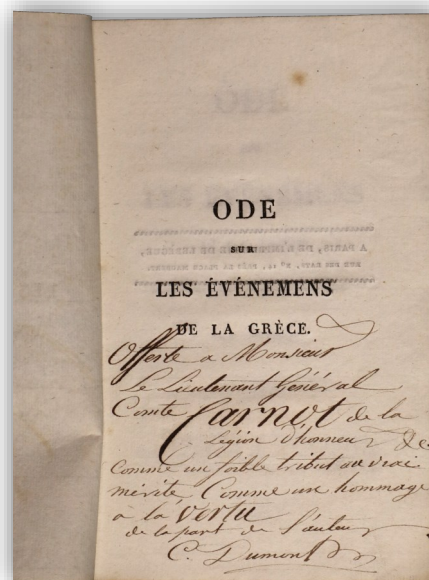 ODE
SUR
LES ÉVÉNEMENS
DE LA GRÈCE.
Offerte a Monsieur
Le Lieutenant Général
Comte Carnot de la
Légion d'honneur &c.
Comme un foible tribut au vrai
mérite, Comme un hommage
a la Vertu
de la part de l'auteur
C. Dumont